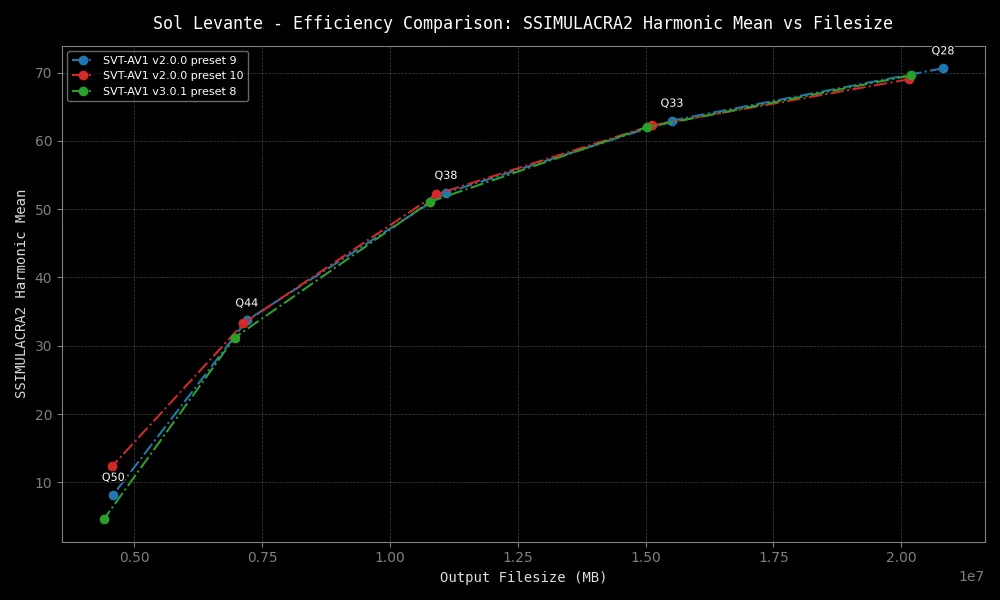 Sol Levante - Efficiency Comparison: SSIMULACRA2 Harmonic Mean vs Filesize
SVT-AV1 v2.0.0 preset 9
SVT-AV1 v2.0.0 preset 10
SVT-AV1 v3.0.1 preset 8
Q28
Q33
Q38
Q44
Q50
SSIMULACRA2 Harmonic Mean
70
60
50
40
30
20
10
0.50 0.75 1.00 1.25 1.50 1.75 2.00
1e7
Output Filesize (MB)